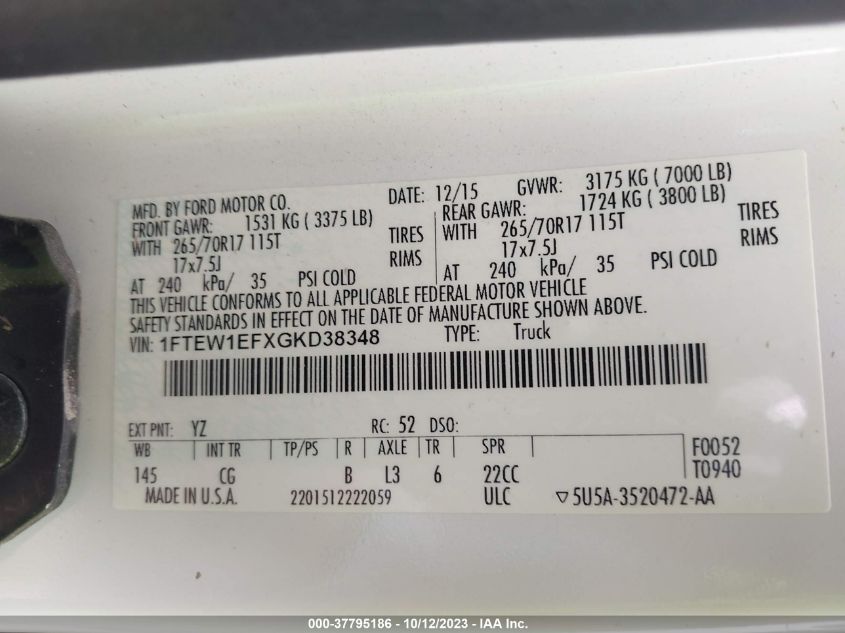 MFD. BY FORD MOTOR CO. DATE: 12/15 GVWR: 3175 KG ( 7000 LB)
FRONT GAWR: 1531 KG ( 3375 LB) REAR GAWR: 1724 KG ( 3800 LB)
WITH 265/70R17 115T TIRES WITH 265/70R17 115T TIRES
17x7.5J RIMS 17x7.5J RIMS
AT 240 kPa/ 35 PSI COLD AT 240 kPa/ 35 PSI COLD
THIS VEHICLE CONFORMS TO ALL APPLICABLE FEDERAL MOTOR VEHICLE
SAFETY STANDARDS IN EFFECT ON THE DATE OF MANUFACTURE SHOWN ABOVE.
VIN: 1FTEW1EFXGKD38348 TYPE: Truck
EXT PNT: YZ RC: 52 DSO:
WB INT TR TP/PS R AXLE TR SPR F0052
145 CG B L3 6 22CC T0940
MADE IN U.S.A. 2201512222059 ULC ▽5U5A-3520472-AA
000-37795186 - 10/12/2023 - IAA Inc.